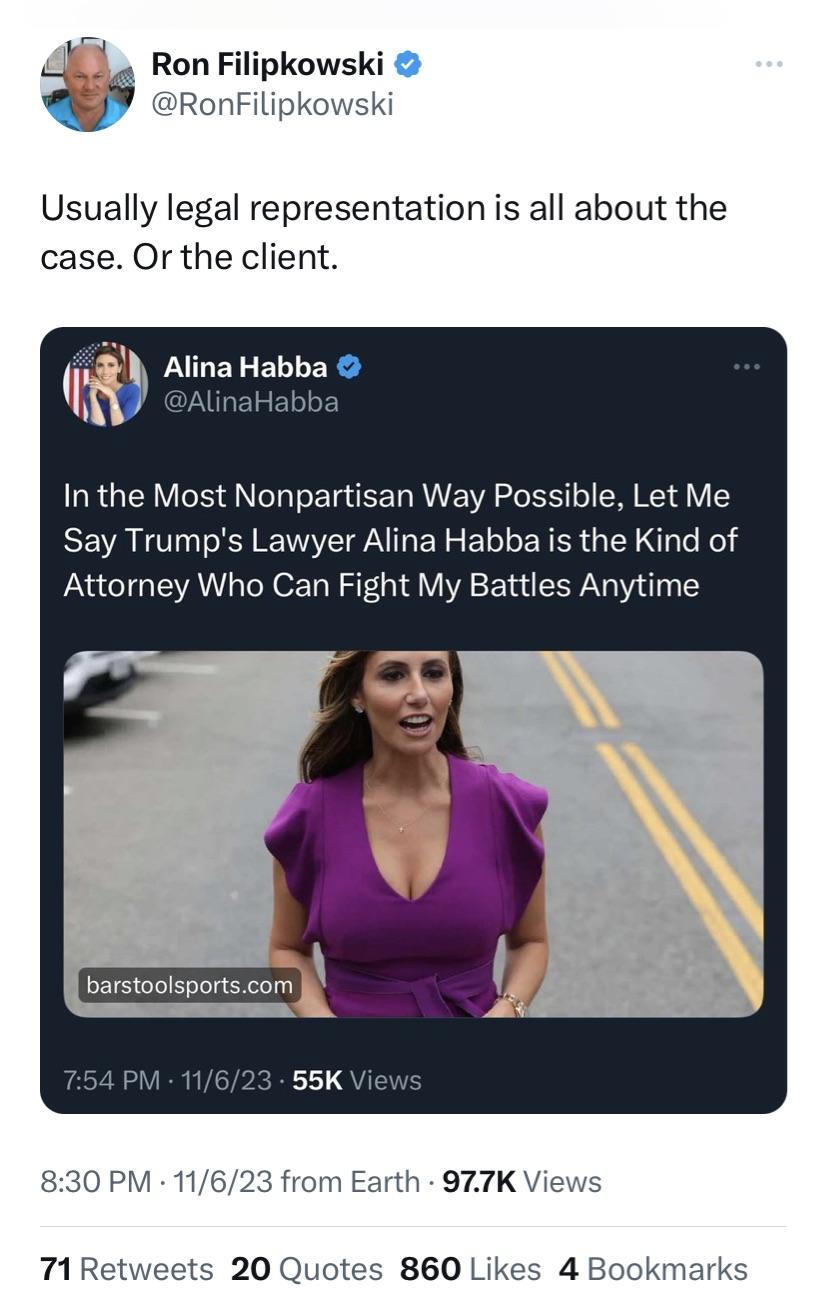 Ron Filipkowski
@RonFilipkowski
Usually legal representation is all about the
case. Or the client.
Alina Habba
@AlinaHabba
In the Most Nonpartisan Way Possible, Let Me
Say Trump's Lawyer Alina Habba is the Kind of
Attorney Who Can Fight My Battles Anytime
barstoolsports.com
7:54 PM · 11/6/23 · 55K Views
8:30 PM · 11/6/23 from Earth · 97.7K Views
71 Retweets 20 Quotes 860 Likes 4 Bookmarks